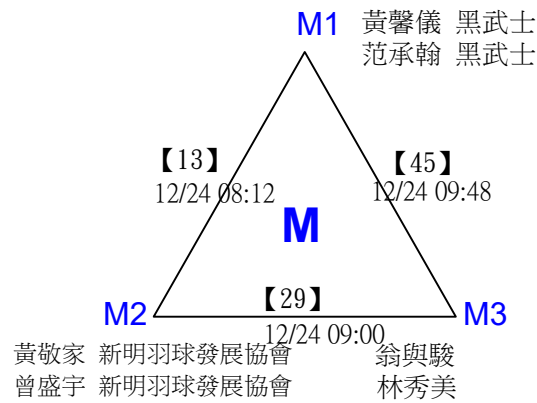 M1 黃馨儀 黑武士
范承翰 黑武士
【13】
12/24 08:12
【45】
12/24 09:48
M
【29】
12/24 09:00
M2
M3
黃敬家 新明羽球發展協會
曾盛宇 新明羽球發展協會
翁與駿
林秀美